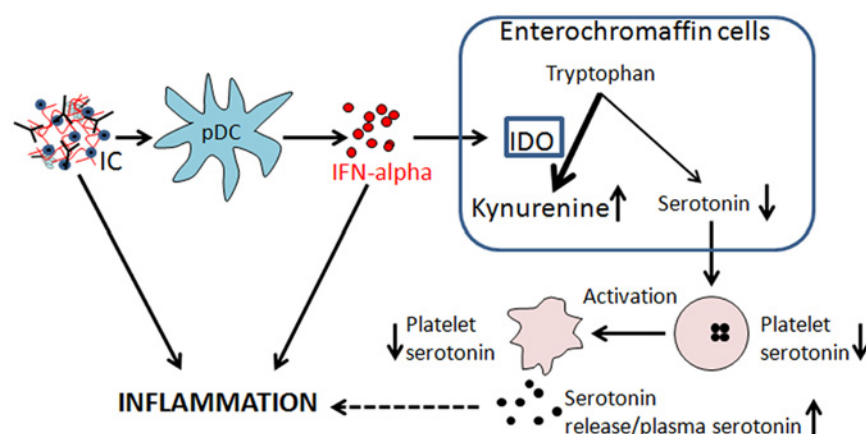 Enterochromaffin cells
Tryptophan
pDC
IDO
IC
IFN-alpha
Kynurenine
Serotonin
Activation
Platelet
serotonin
Platelet
serotonin
INFLAMMATION
Serotonin
release/plasma serotonin